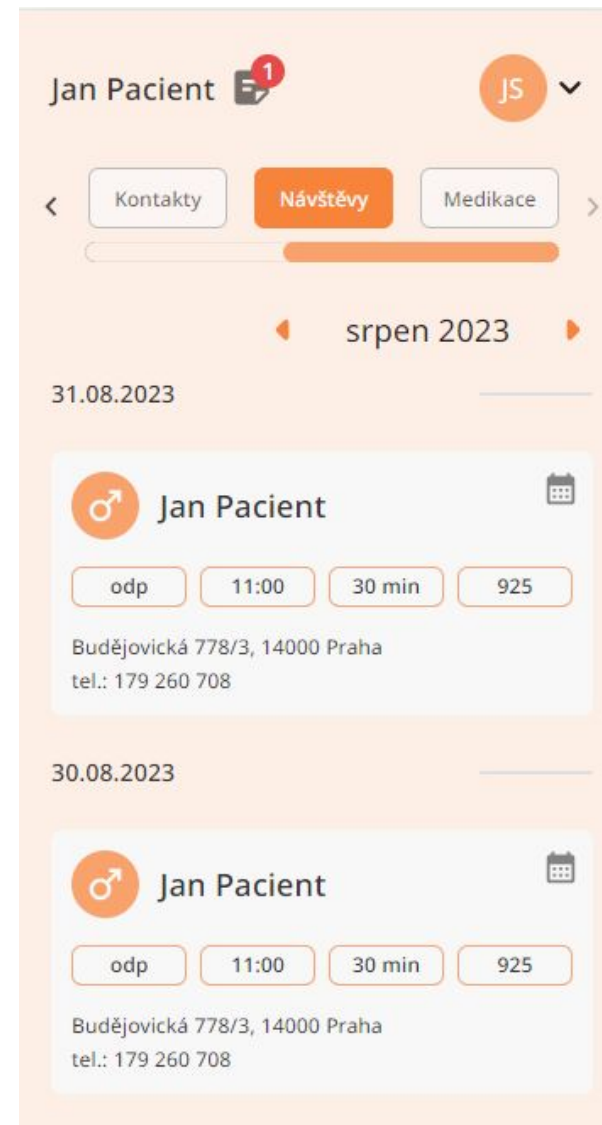 Jan Pacient 1 JS
Kontakty Návštěvy Medikace
srpen 2023
31.08.2023
Jan Pacient
odp 11:00 30 min 925
Budějovická 778/3, 14000 Praha
tel.: 179 260 708
30.08.2023
Jan Pacient
odp 11:00 30 min 925
Budějovická 778/3, 14000 Praha
tel.: 179 260 708